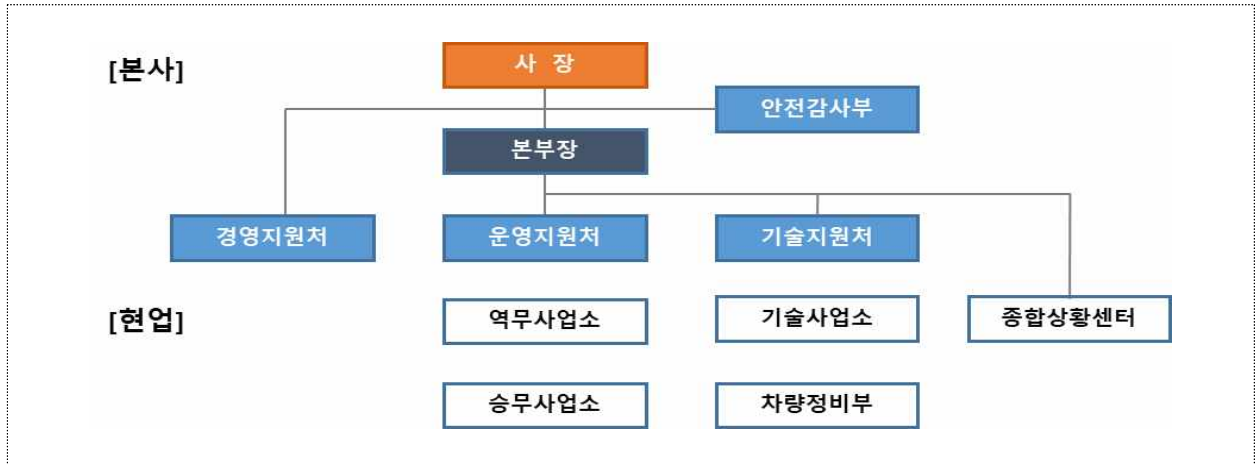 [본사]
사 장
안전감사부
본부장
경영지원처
운영지원처
기술지원처
[현업]
역무사업소
기술사업소
종합상황센터
승무사업소
차량정비부